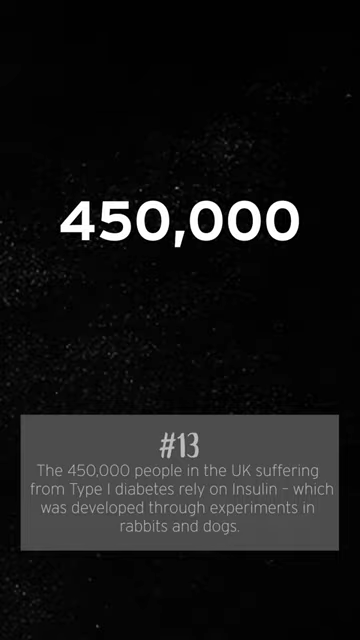 450,000
#13
The 450,000 people in the UK suffering
from Type I diabetes rely on Insulin – which
was developed through experiments in
rabbits and dogs.